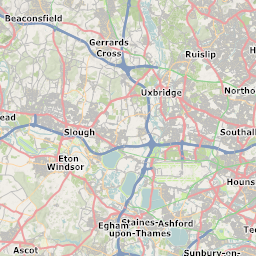 Beaconsfield
Gerrards
Cross
Ruislip
Uxbridge
Northo
ead
Slough
Southall
Eton
Windsor
Houns
Egham
Staines-
upon-Thames
Ashford
Ascot
Te
Sunbury-on-